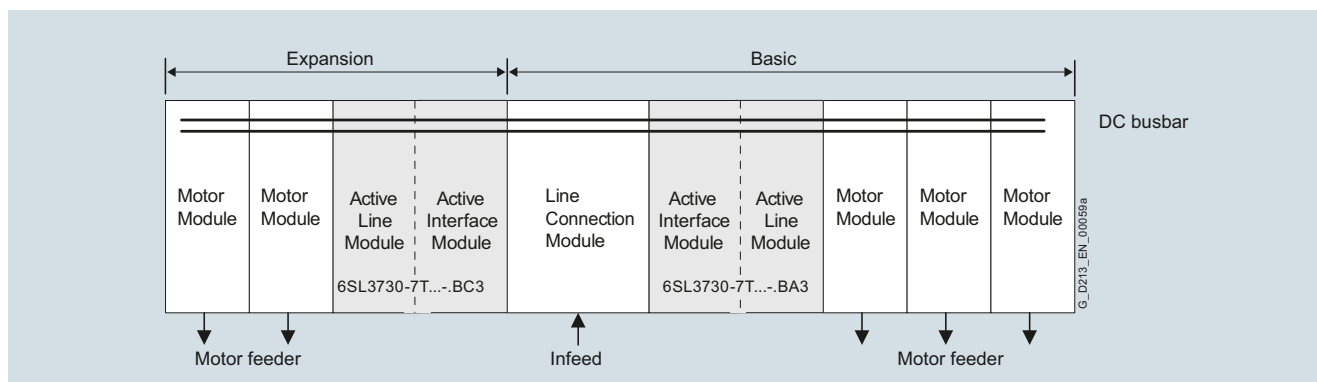 Expansion
Basic
DC busbar
Motor
Module
Motor
Module
Active
Line
Module
Active
Interface
Module
6SL3730-7T...-.BC3
Line
Connection
Module
Active
Interface
Module
Active
Line
Module
6SL3730-7T...-.BA3
Motor
Module
Motor
Module
Motor
Module
G_D213_EN_00059a
Motor feeder
Infeed
Motor feeder